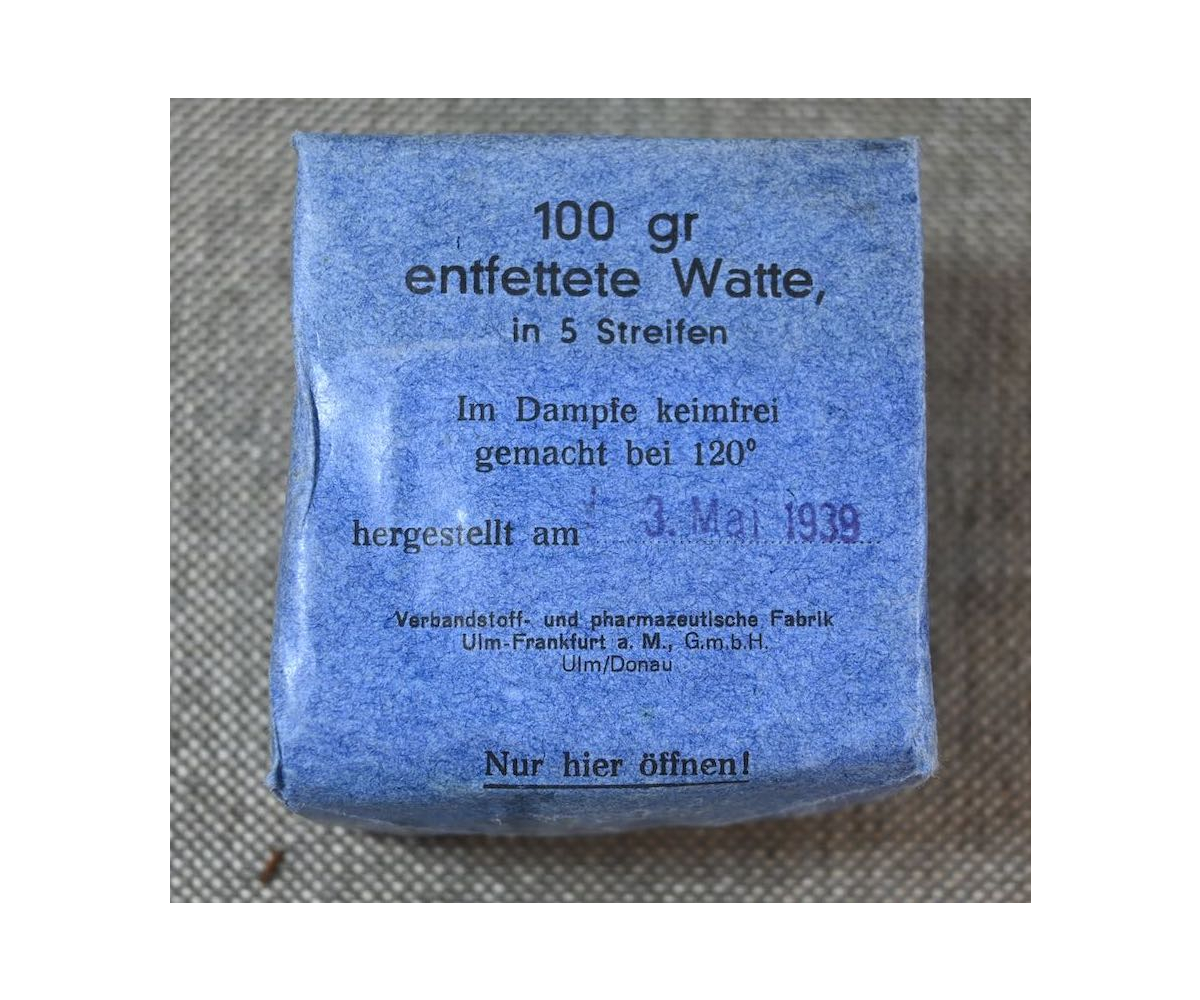 100 gr
entfettete Watte,
in 5 Streifen
Im Dampfe keimfrei
gemacht bei 120⁰
hergestellt am 3. Mai 1939
Verbandstoff- und pharmazeutische Fabrik
Ulm-Frankfurt a. M., G.m.b.H.
Ulm/Donau
Nur hier öffnen!